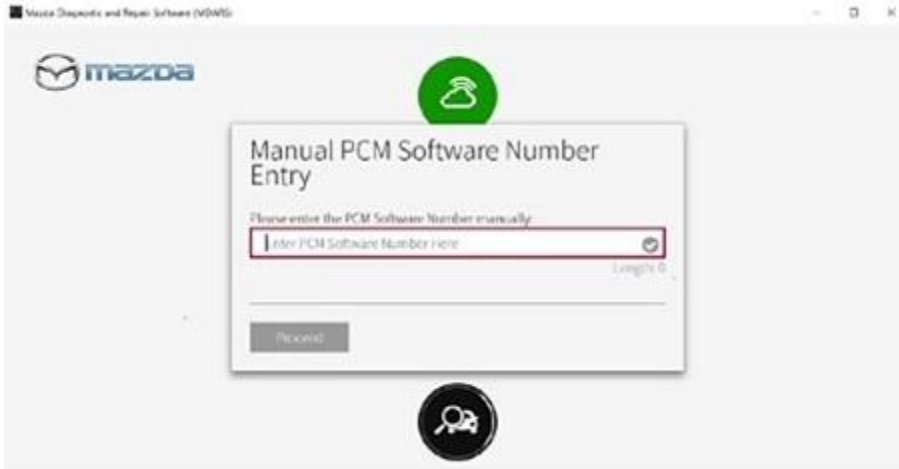 Mazda Diagnostic and Repair Software (MDARS)
mazda
Manual PCM Software Number
Entry
Please enter the PCM Software Number manually:
Enter PCM Software Number Here
Length: 0
Proceed